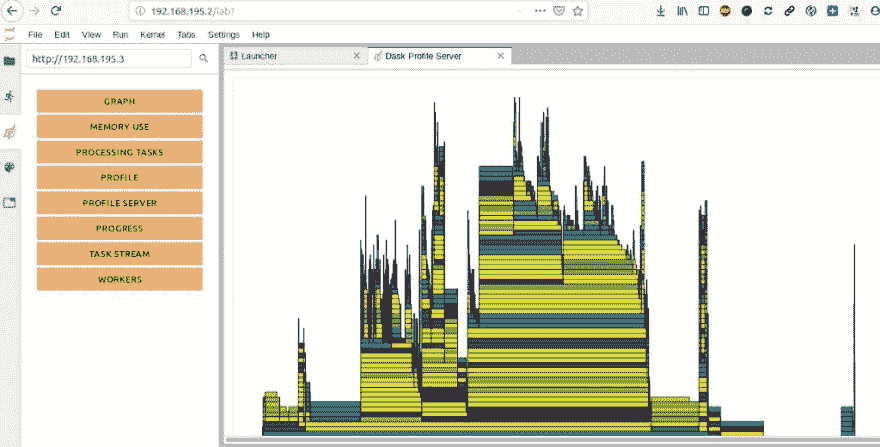 192.168.195.2/lab?
File Edit View Run Kernel Tabs Settings Help
http://192.168.195.3
Launcher
Dask Profile Server
GRAPH
MEMORY USE
PROCESSING TASKS
PROFILE
PROFILE SERVER
PROGRESS
TASK STREAM
WORKERS